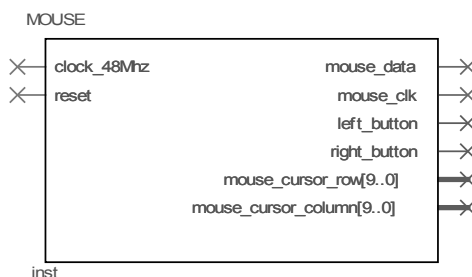 MOUSE
clock_48Mhz mouse_data
reset mouse_clk
left_button
right_button
mouse_cursor_row[9..0]
mouse_cursor_column[9..0]
inst